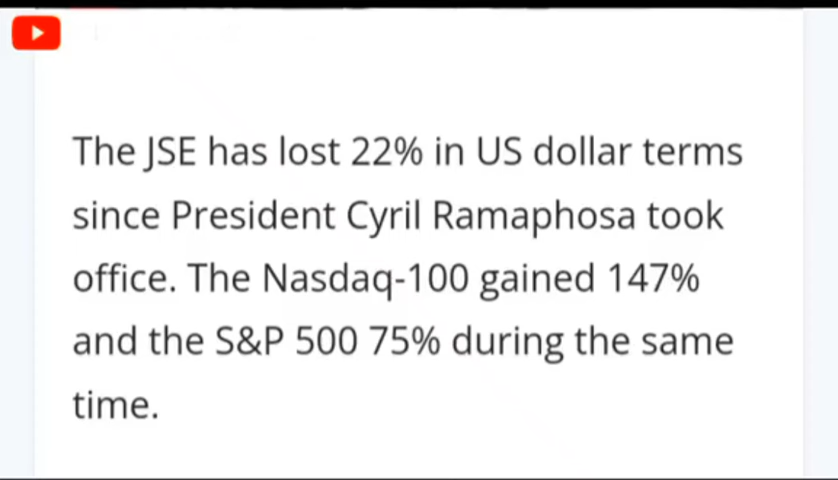 The JSE has lost 22% in US dollar terms
since President Cyril Ramaphosa took
office. The Nasdaq-100 gained 147%
and the S&P 500 75% during the same
time.